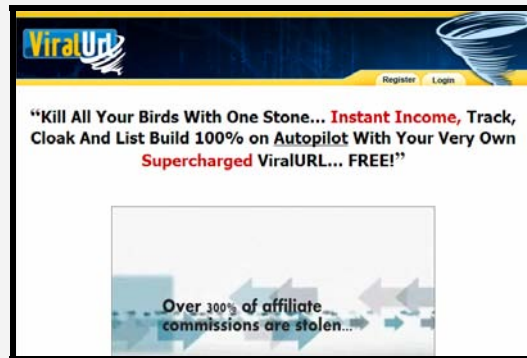 ViralUrl
Register Login
“Kill All Your Birds With One Stone... Instant Income, Track,
Cloak And List Build 100% on Autopilot With Your Very Own
Supercharged ViralURL... FREE!”
Over 300% of affiliate
commissions are stolen...